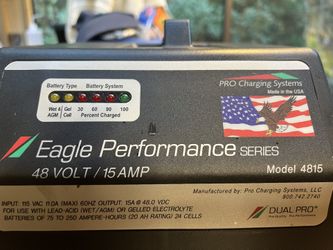 Battery Type
Battery System
Wet & AGM
Gel Cell
30 60 90 100
Percent Charged
PRO Charging Systems
Made in the USA
Eagle Performance SERIES
48 VOLT / 15 AMP
Model 4815
Manufactured by: Pro Charging Systems, LLC
800.742.2740
INPUT: 115 VAC 11.0A (MAX) 60HZ OUTPUT: 15A @ 48.0 VDC
FOR USE WITH LEAD-ACID (WET/AGM) OR GELLED ELECTROLYTE
BATTERIES OF 75 TO 250 AMPERE-HOURS (20 AH RATING) 24 CELLS
DUAL PRO